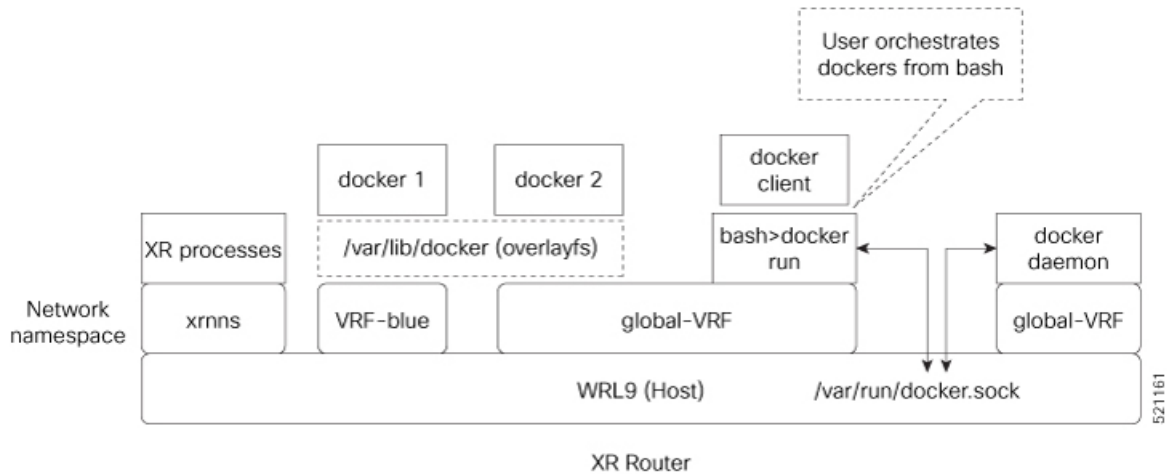 User orchestrates
dockers from bash
docker 1
docker 2
docker
client
XR processes
/var/lib/docker (overlayfs)
bash>docker
run
docker
daemon
Network
namespace
xrnns
VRF-blue
global-VRF
global-VRF
WRL9 (Host)
/var/run/docker.sock
521161
XR Router